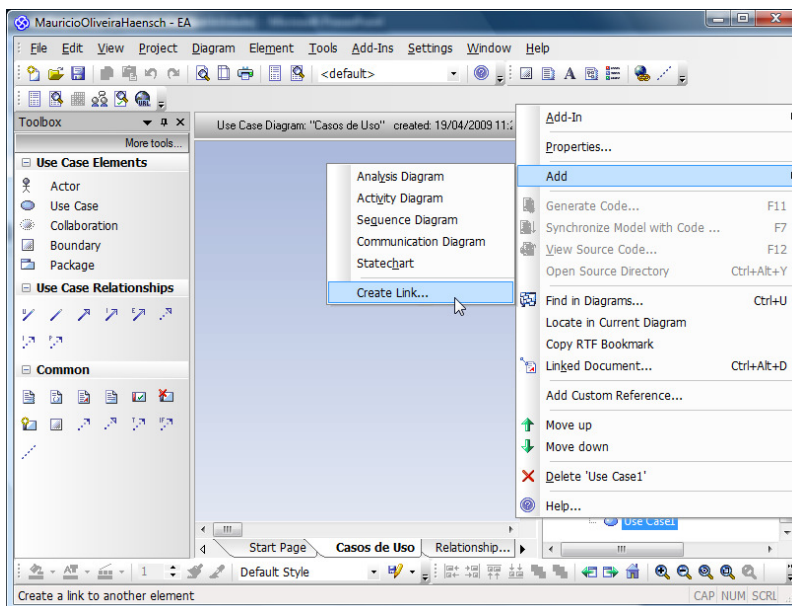 MauricioOliveiraHaensch - EA
File Edit View Project Diagram Element Tools Add-Ins Settings Window Help
<default>
Toolbox
Use Case Diagram: "Casos de Uso" created: 19/04/2009 11:2
More tools...
Use Case Elements
Actor
Use Case
Collaboration
Boundary
Package
Use Case Relationships
Common
Analysis Diagram
Activity Diagram
Sequence Diagram
Communication Diagram
Statechart
Create Link...
Add-In
Properties...
Add
Generate Code... F11
Synchronize Model with Code ... F7
View Source Code... F12
Open Source Directory Ctrl+Alt+Y
Find in Diagrams... Ctrl+U
Locate in Current Diagram
Copy RTF Bookmark
Linked Document... Ctrl+Alt+D
Add Custom Reference...
Move up
Move down
Delete 'Use Case1'
Help...
Use Case1
Start Page Casos de Uso Relationship...
1 Default Style
Create a link to another element CAP NUM SCRL